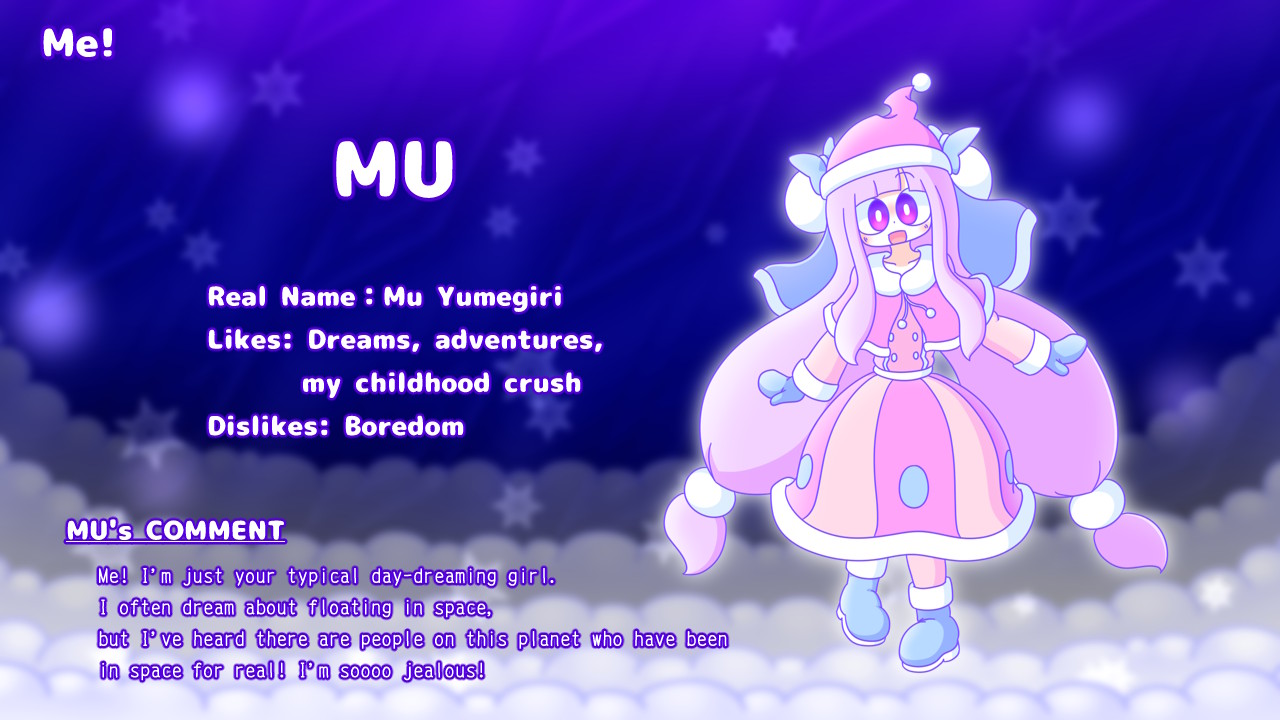 Me!
MU
Real Name：Mu Yumegiri
Likes: Dreams, adventures,
my childhood crush
Dislikes: Boredom
MU's COMMENT
Me! I'm just your typical day-dreaming girl.
I often dream about floating in space,
but I've heard there are people on this planet who have been
in space for real! I'm soooo jealous!